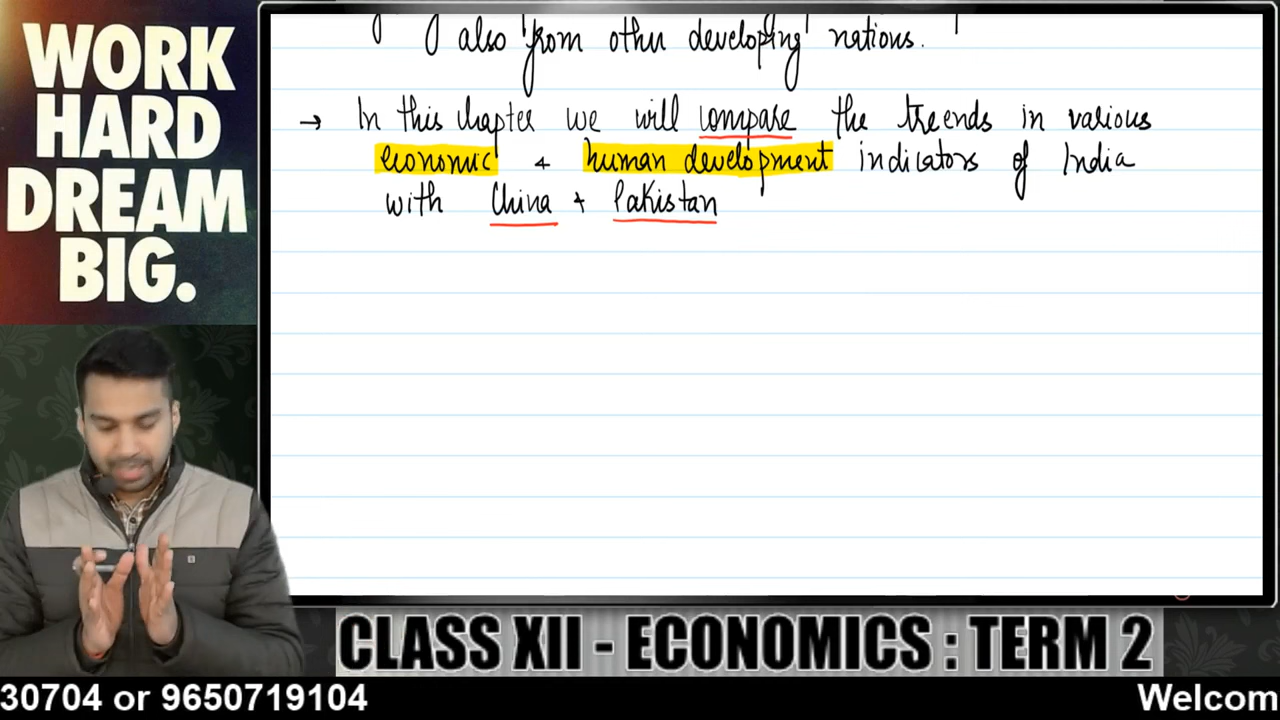 WORK
HARD
DREAM
BIG.
also from other developing nations.
→ In this chapter we will compare the treends in various
economic + human development indicators of India
with China + Pakistan
CLASS XII - ECONOMICS : TERM 2
30704 or 9650719104
Welcom